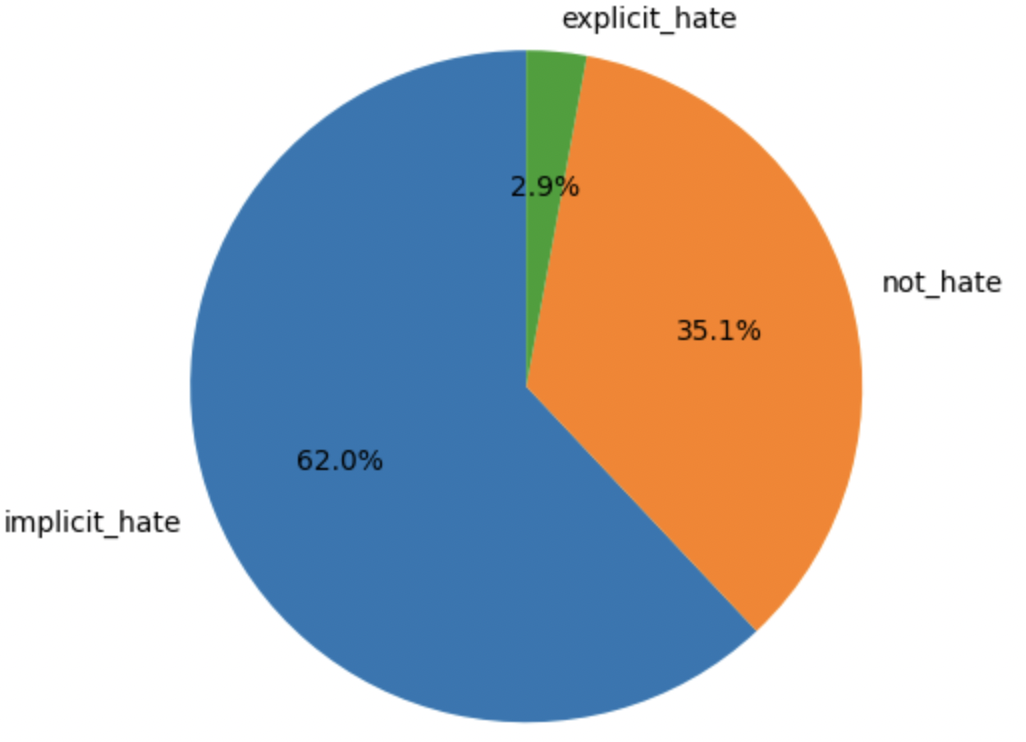 explicit_hate
2.9%
not_hate
35.1%
62.0%
implicit_hate